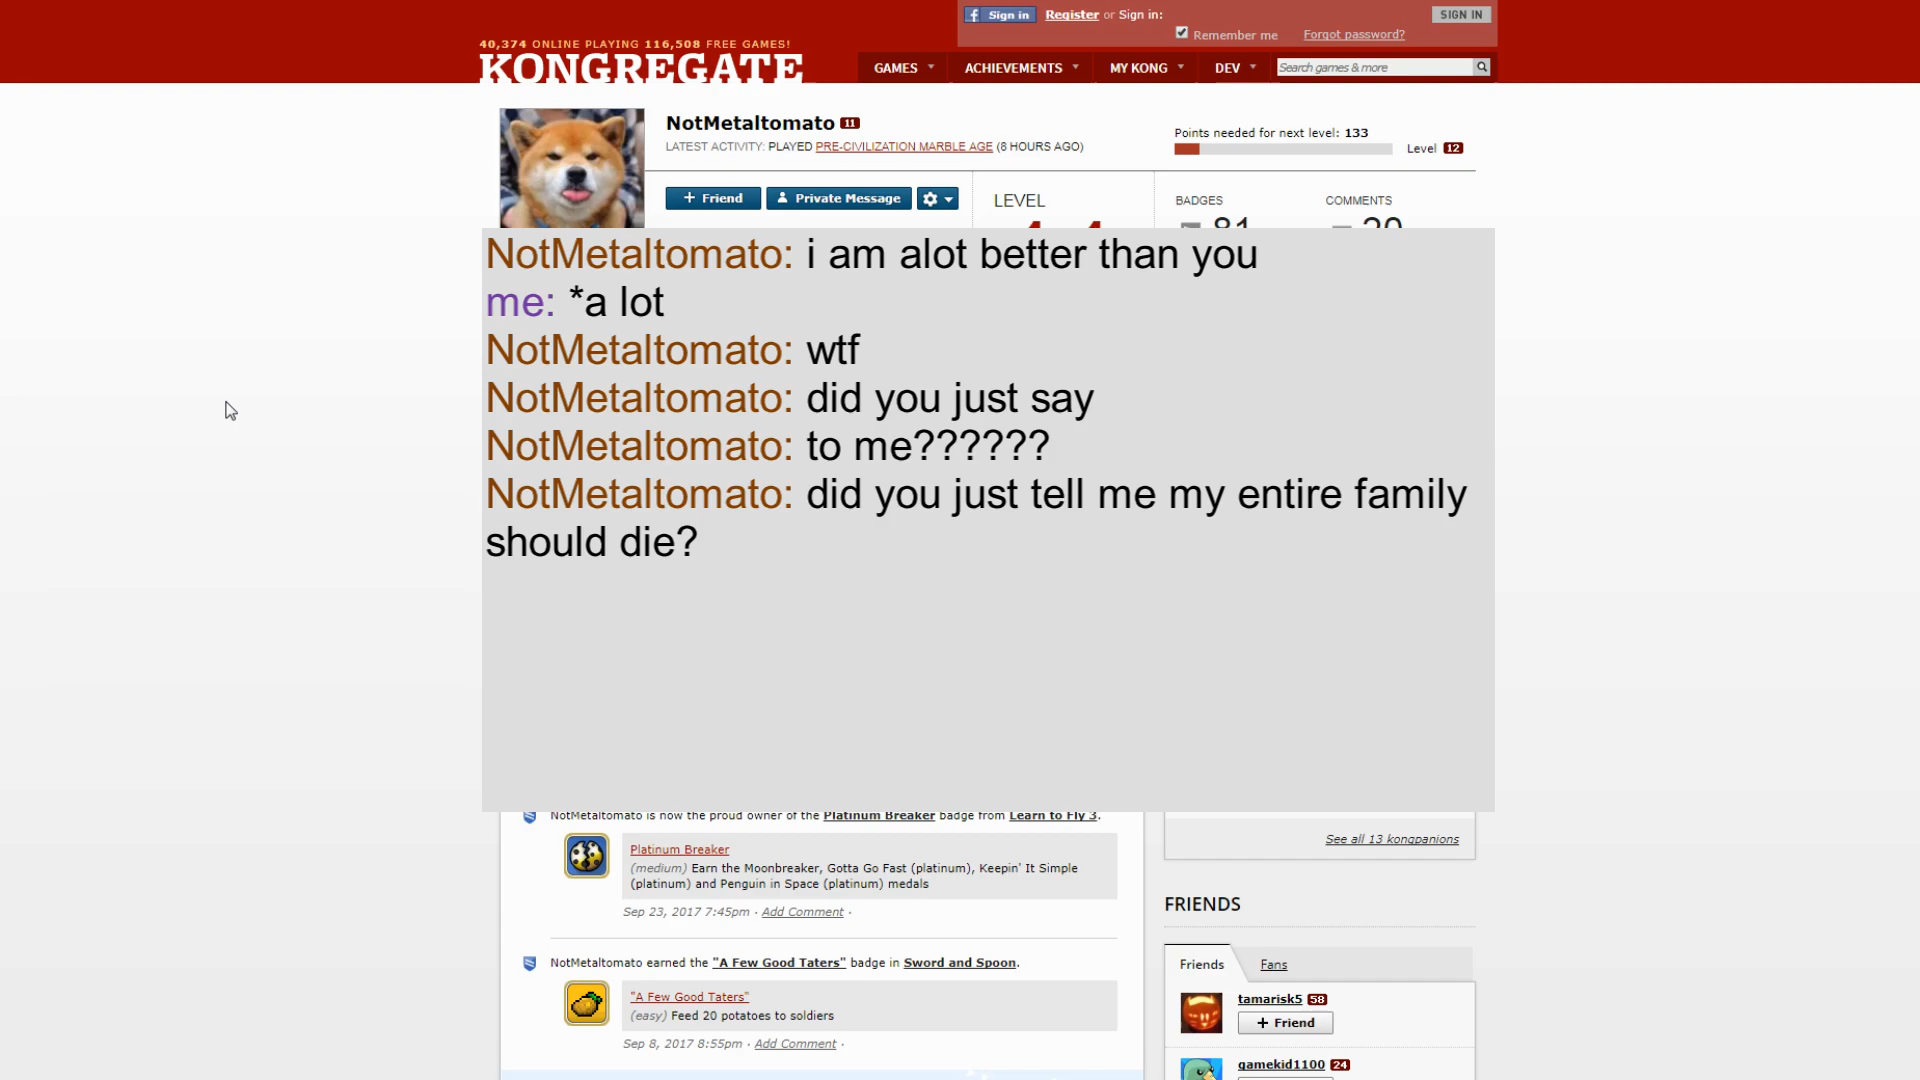 f Sign in Register or Sign in: SIGN IN
Remember me Forgot password?
40,374 ONLINE PLAYING 116,508 FREE GAMES!
KONGREGATE
GAMES ACHIEVEMENTS MY KONG DEV Search games & more
NotMetaltomato 11
LATEST ACTIVITY: PLAYED PRE-CIVILIZATION MARBLE AGE (8 HOURS AGO)
Points needed for next level: 133
Level 12
+ Friend Private Message
LEVEL
BADGES COMMENTS
NotMetaltomato: i am alot better than you
me: *a lot
NotMetaltomato: wtf
NotMetaltomato: did you just say
NotMetaltomato: to me??????
NotMetaltomato: did you just tell me my entire family
should die?
NotMetaltomato is now the proud owner of the Platinum Breaker badge from Learn to Fly 3.
Platinum Breaker
(medium) Earn the Moonbreaker, Gotta Go Fast (platinum), Keepin' It Simple
(platinum) and Penguin in Space (platinum) medals
Sep 23, 2017 7:45pm · Add Comment ·
NotMetaltomato earned the "A Few Good Taters" badge in Sword and Spoon.
"A Few Good Taters"
(easy) Feed 20 potatoes to soldiers
Sep 8, 2017 8:55pm · Add Comment ·
See all 13 kongpanions
FRIENDS
Friends Fans
tamarisk5 58
+ Friend
gamekid1100 24